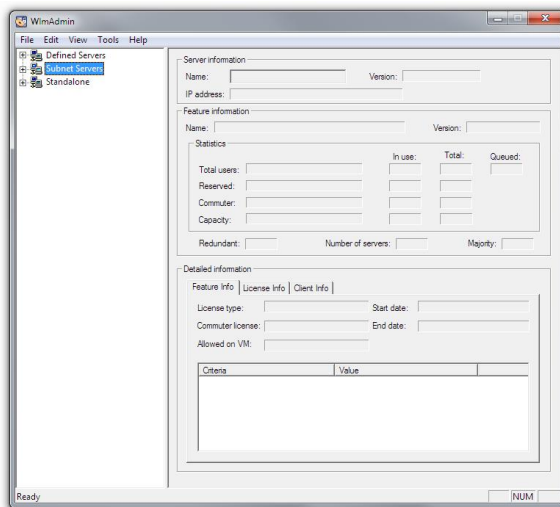 WlmAdmin
File Edit View Tools Help
Defined Servers
Subnet Servers
Standalone
Server information
Name: Version:
IP address:
Feature information
Name: Version:
Statistics
In use: Total: Queued:
Total users:
Reserved:
Commuter:
Capacity:
Redundant: Number of servers: Majority:
Detailed information
Feature Info License Info Client Info
License type: Start date:
Commuter license: End date:
Allowed on VM:
Criteria Value
Ready NUM